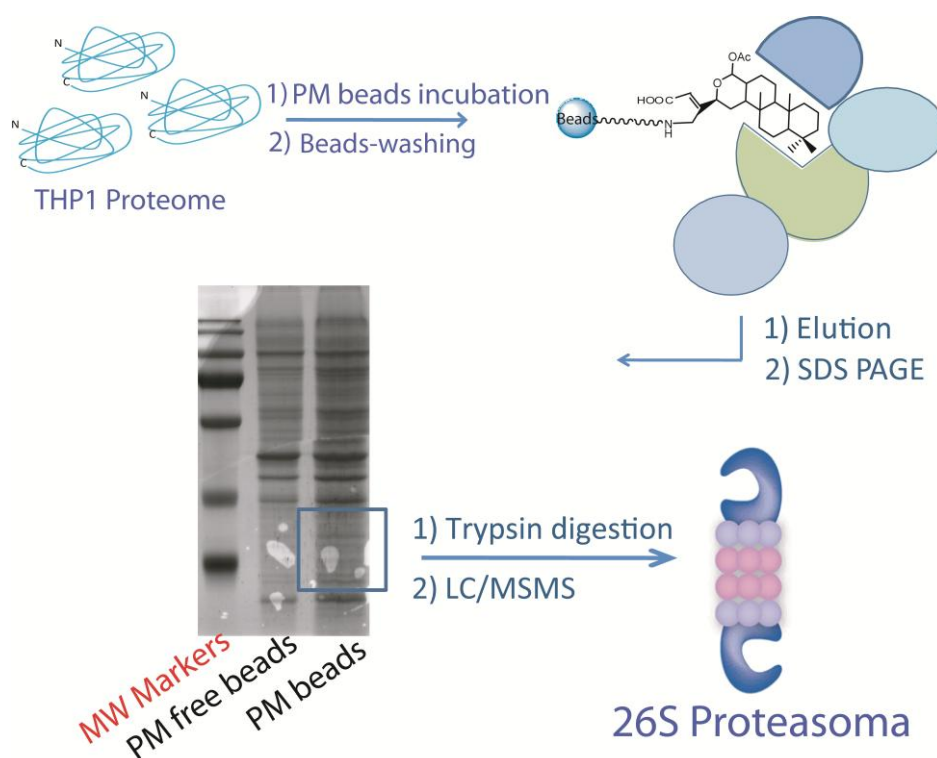 N
C
N
C
N
C
THP1 Proteome
1) PM beads incubation
2) Beads-washing
Beads
N
H
HOOC
O
OAc
1) Elution
2) SDS PAGE
MW Markers
PM free beads
PM beads
1) Trypsin digestion
2) LC/MSMS
26S Proteasoma